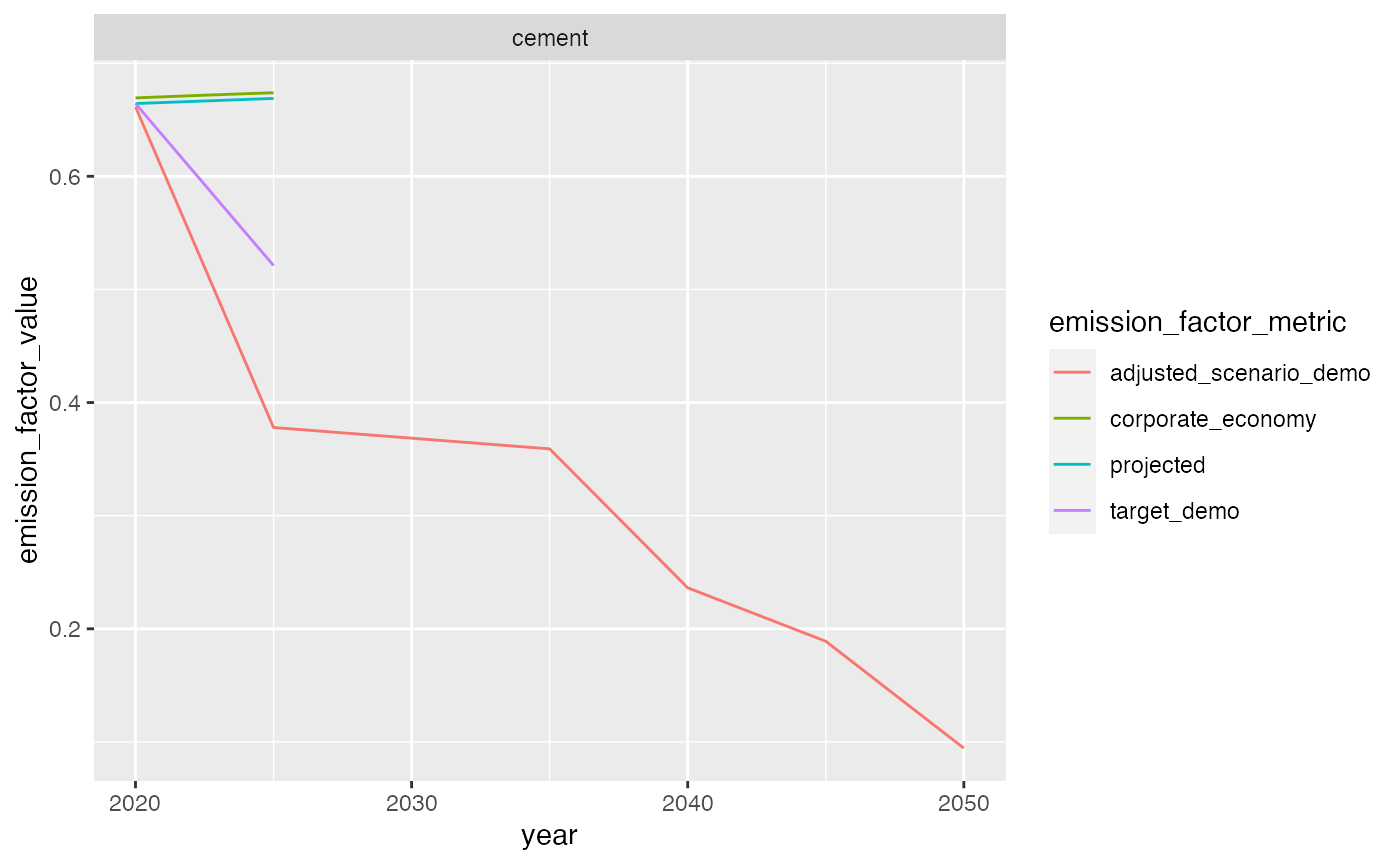 cement
emission_factor_value
0.6
0.4
0.2
2020
2030
2040
2050
year
emission_factor_metric
adjusted_scenario_demo
corporate_economy
projected
target_demo